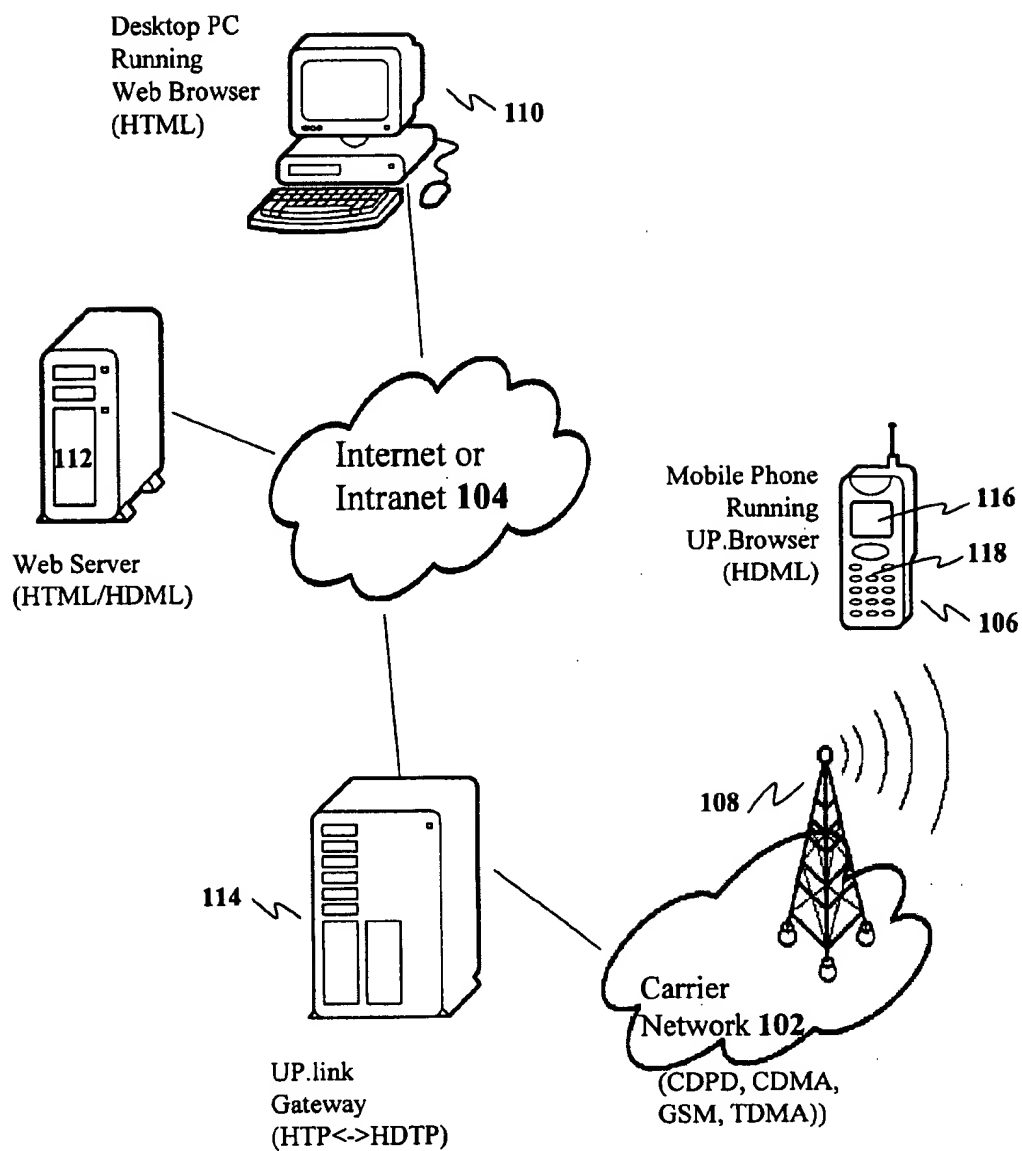 Desktop PC
Running
Web Browser
(HTML)
110
112
Web Server
(HTML/HDML)
Internet or
Intranet 104
Mobile Phone
Running
UP.Browser
(HDML)
116
118
106
108
114
UP.link
Gateway
(HTP<->HDTP)
Carrier
Network 102
(CDPD, CDMA,
GSM, TDMA))